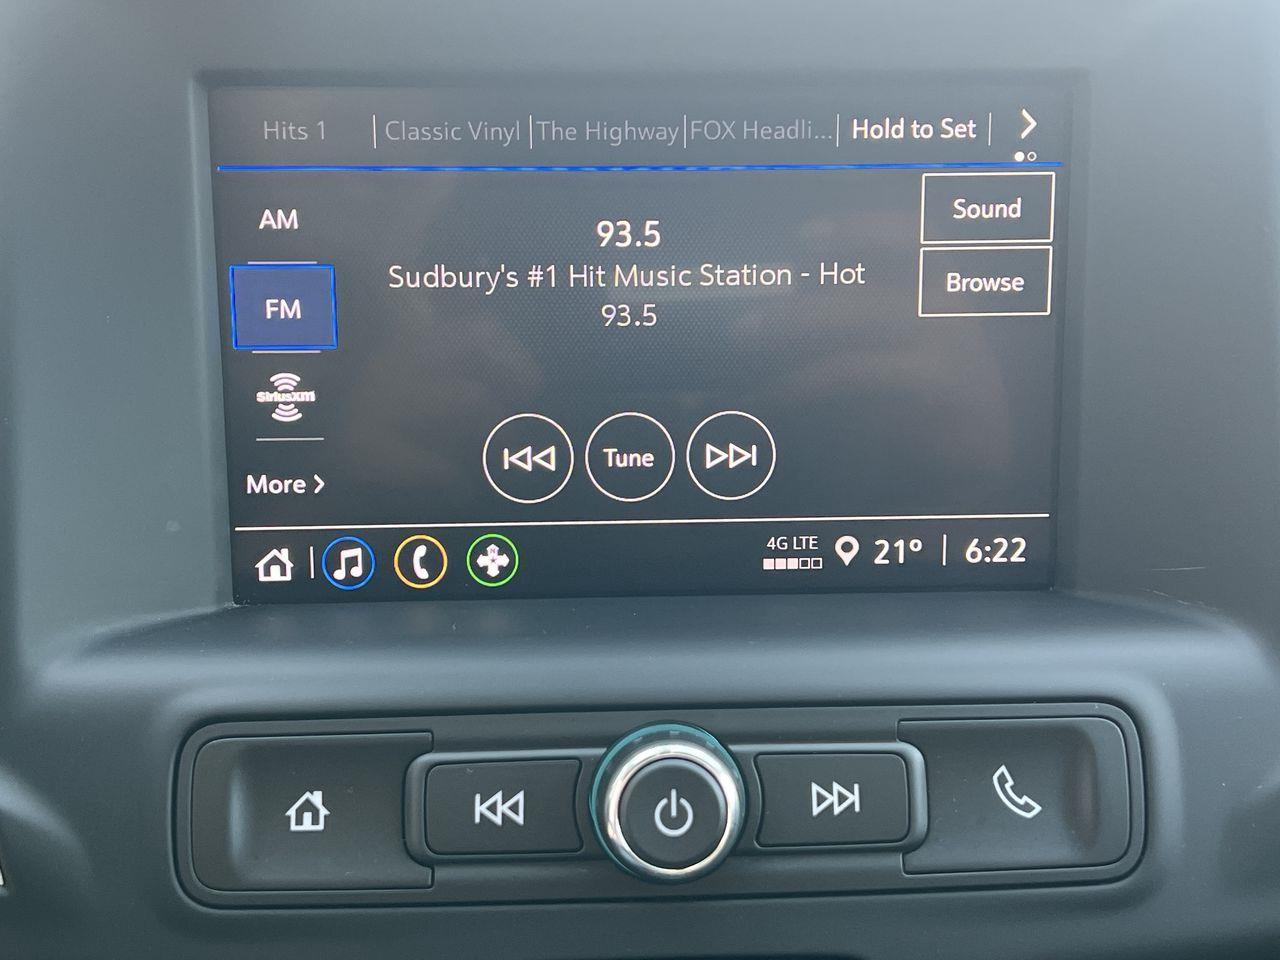 Hits 1 Classic Vinyl The Highway FOX Headli... Hold to Set
AM
93.5
Sound
Sudbury's #1 Hit Music Station - Hot
93.5
Browse
FM
SiriusXM
Tune
More
4G LTE
21° 6:22